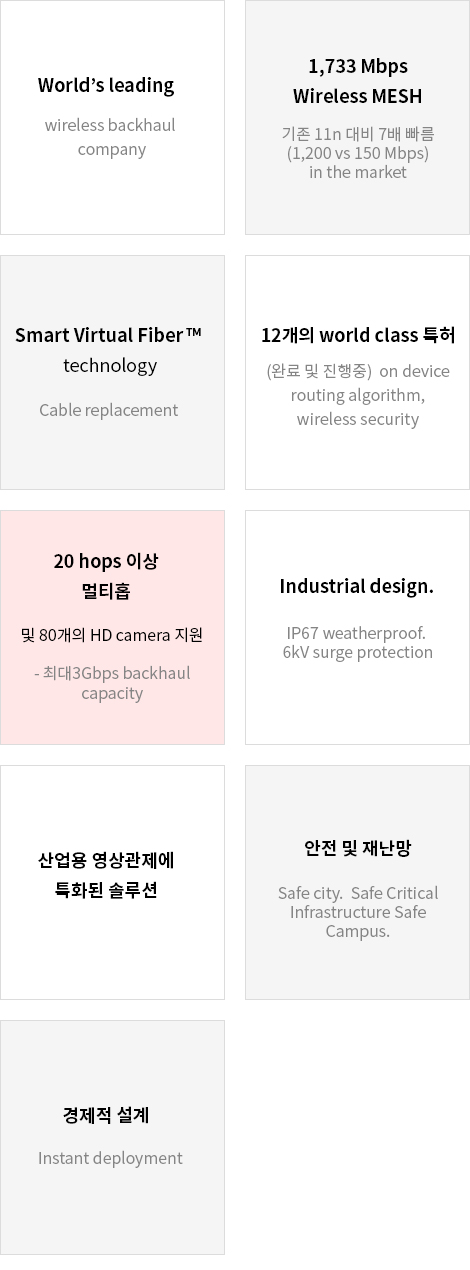 World's leading
wireless backhaul
company
1,733 Mbps
Wireless MESH
기존 11n 대비 7배 빠름
(1,200 vs 150 Mbps)
in the market
Smart Virtual Fiber™
technology
Cable replacement
12개의 world class 특허
(완료 및 진행중) on device
routing algorithm,
wireless security
20 hops 이상
멀티홉
및 80개의 HD camera 지원
- 최대3Gbps backhaul
capacity
Industrial design.
IP67 weatherproof.
6kV surge protection
산업용 영상관제에
특화된 솔루션
안전 및 재난망
Safe city. Safe Critical
Infrastructure Safe
Campus.
경제적 설계
Instant deployment